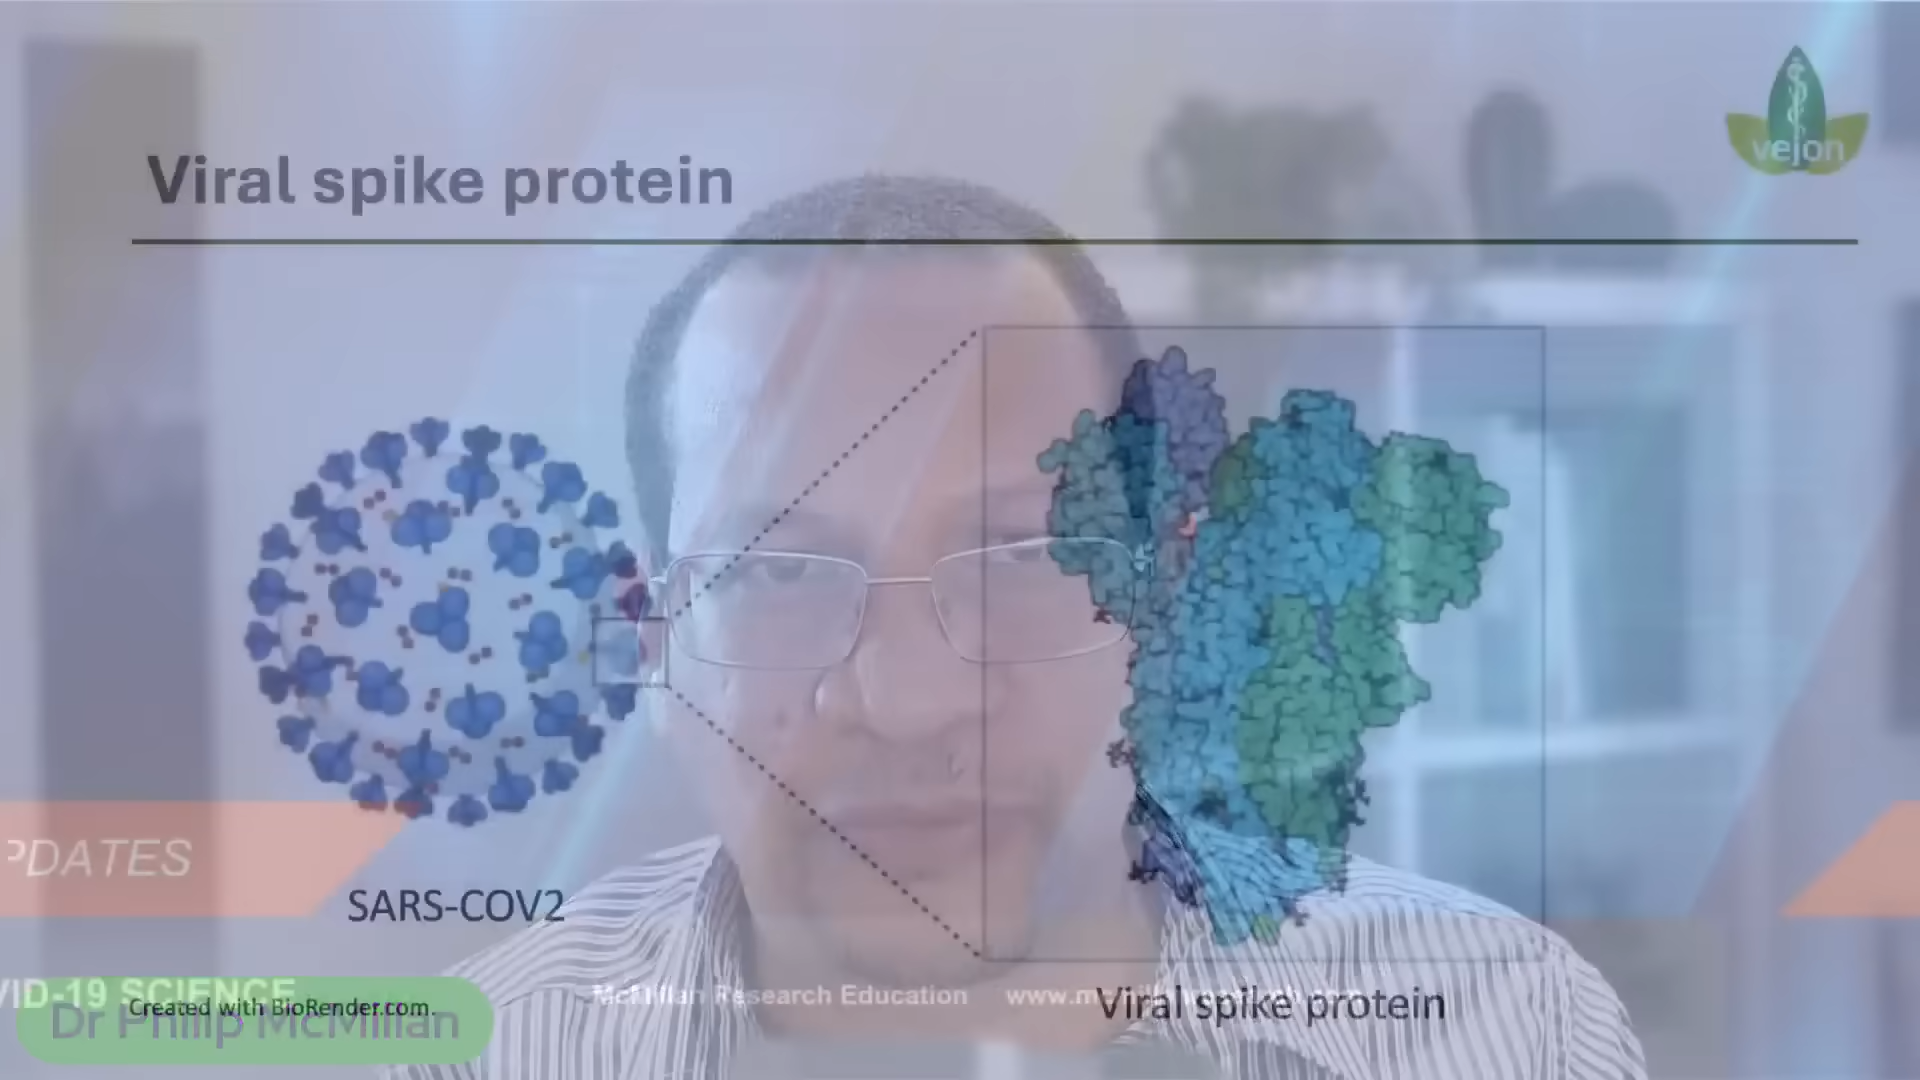 vejon
Viral spike protein
PDATES
SARS-COV2
VID-19 SCIENCE
Created with BioRender.com.
Dr Philip McMillan
McMillan Research Education
Viral spike protein